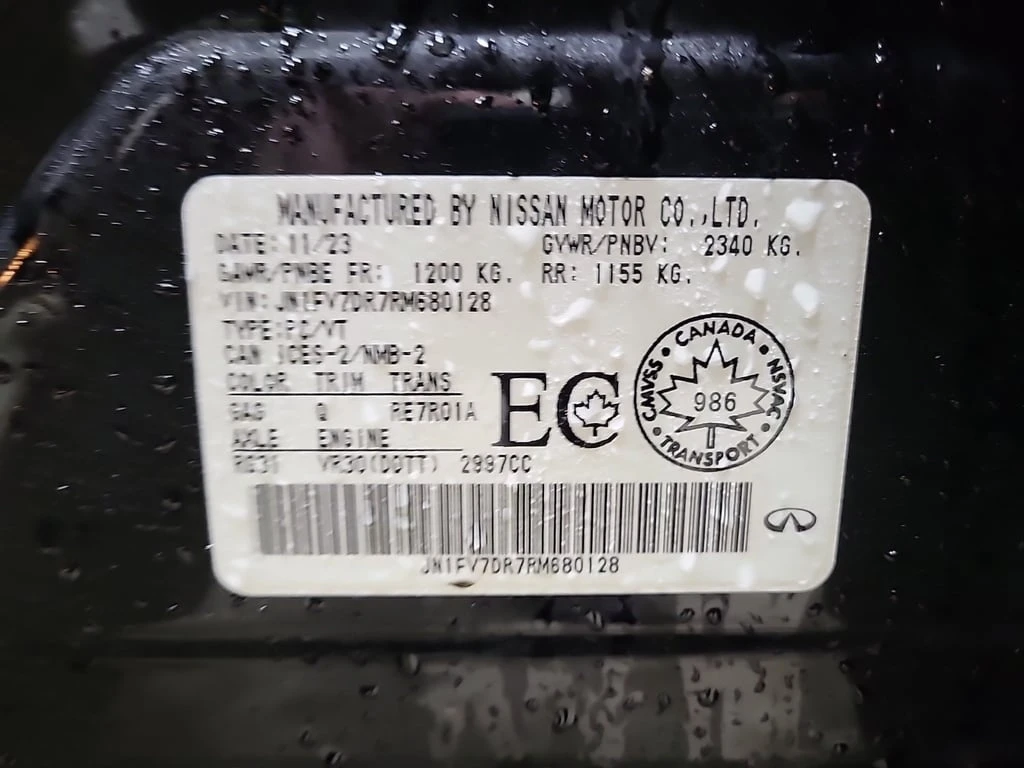 MANUFACTURED BY NISSAN MOTOR CO.,LTD.
DATE: 11/23 GVWR/PNBV: 2340 KG.
GAWR/PNBE FR: 1200 KG. RR: 1155 KG.
VIN: JN1FV7DR7RM680128
TYPE:PC/VT
CAN ICES-2/NMB-2
COLOR TRIM TRANS
GAG Q RE7R01A
AXLE ENGINE
VR30(DDTT) 2997CC
EC
CANADA
NSVAC
TRANSPORT
CMVSS
986
JN1FV7DR7RM680128